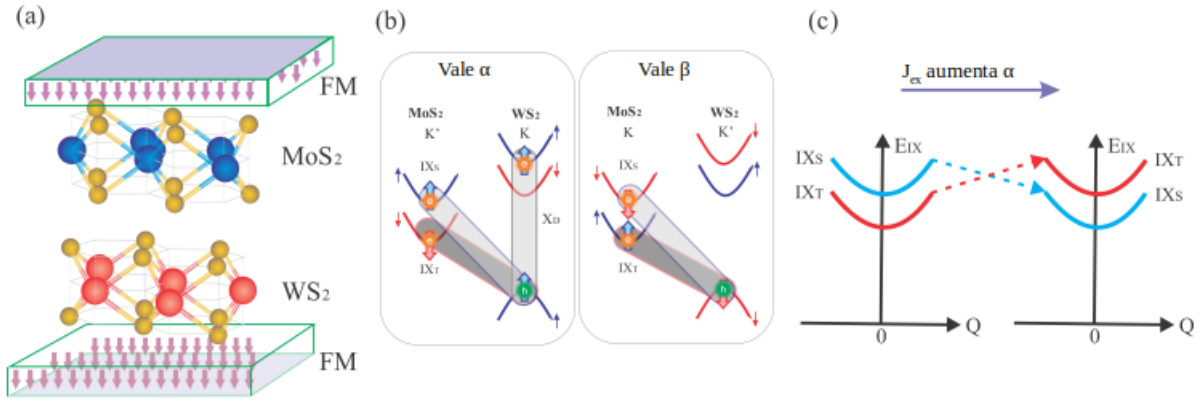 (a)
FM
MoS₂
WS₂
FM
(b)
Vale α
MoS₂
K'
WS₂
K
IXs
e
e
e
XD
IXT
h
Vale β
MoS₂
K
WS₂
K'
IXs
e
e
IXT
h
(c)
Jex aumenta α
IXS
IXT
EIX
0
Q
EIX
IXT
IXS
0
Q